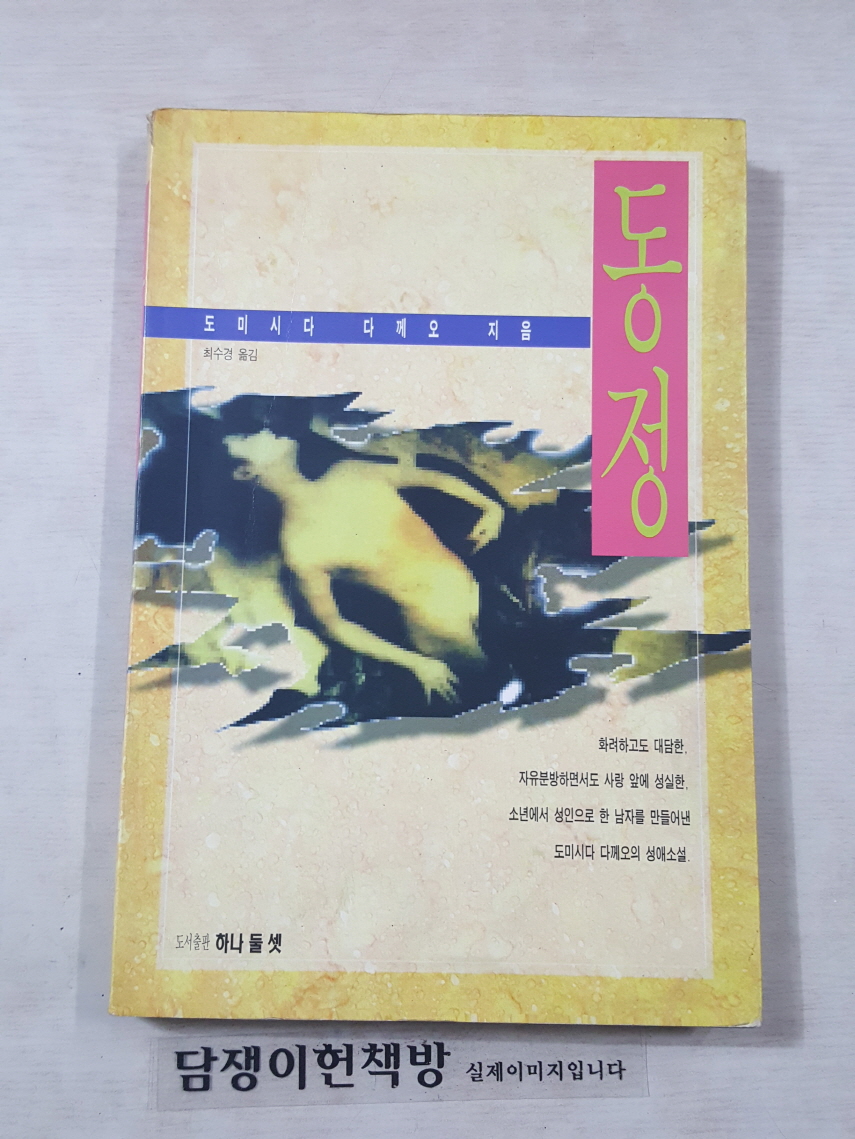 동정
도미시다 다께오 지음
최수경 옮김
화려하고도 대담한,
자유분방하면서도 사랑 앞에 성실한,
소년에서 성인으로 한 남자를 만들어낸
도미시다 다께오의 성애소설.
도서출판 하나 둘 셋
담쟁이헌책방 실제이미지입니다